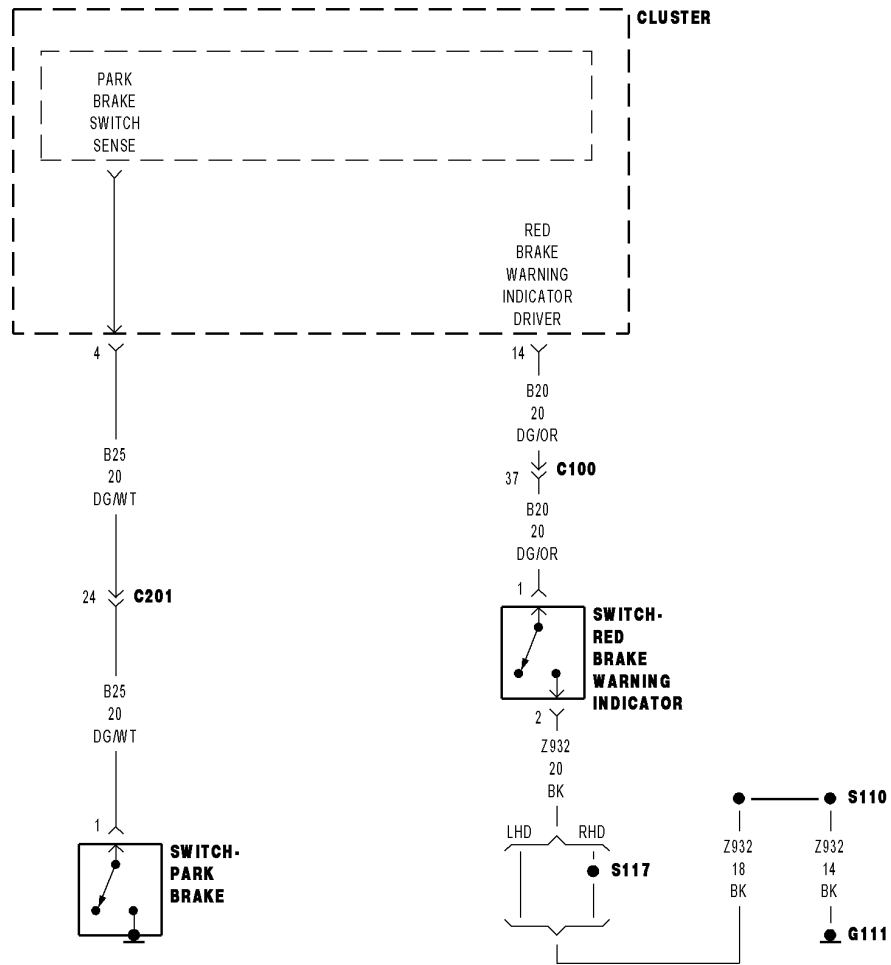 CLUSTER
PARK
BRAKE
SWITCH
SENSE
RED
BRAKE
WARNING
INDICATOR
DRIVER
4
14
B25
20
DG/WT
B20
20
DG/OR
37
C100
B20
20
DG/OR
24
C201
1
SWITCH-
RED
BRAKE
WARNING
INDICATOR
B25
20
DG/WT
2
Z932
20
BK
1
SWITCH-
PARK
BRAKE
LHD
RHD
S117
S110
Z932
18
BK
Z932
14
BK
G111